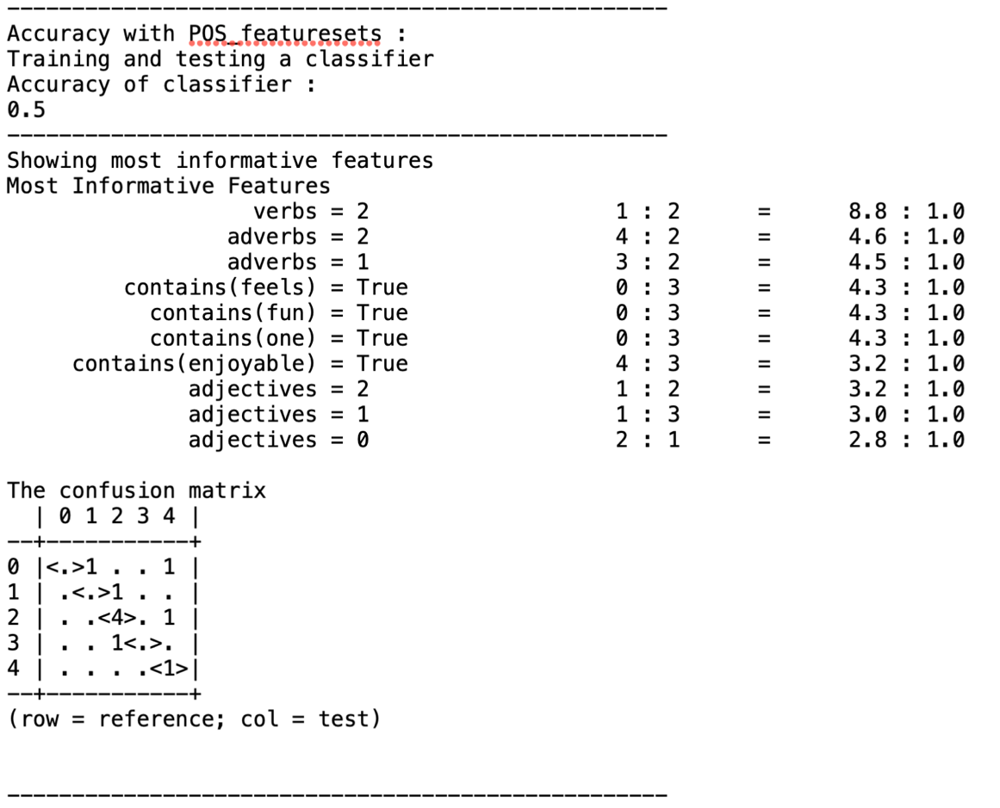 ---------------------------------------------------
Accuracy with POS_featuresets :
Training and testing a classifier
Accuracy of classifier :
0.5
---------------------------------------------------
Showing most informative features
Most Informative Features
                   verbs = 2                   1 : 2      =      8.8 : 1.0
                 adverbs = 2                   4 : 2      =      4.6 : 1.0
                 adverbs = 1                   3 : 2      =      4.5 : 1.0
         contains(feels) = True                0 : 3      =      4.3 : 1.0
           contains(fun) = True                0 : 3      =      4.3 : 1.0
           contains(one) = True                0 : 3      =      4.3 : 1.0
     contains(enjoyable) = True                4 : 3      =      3.2 : 1.0
              adjectives = 2                   1 : 2      =      3.2 : 1.0
              adjectives = 1                   1 : 3      =      3.0 : 1.0
              adjectives = 0                   2 : 1      =      2.8 : 1.0

The confusion matrix
  | 0 1 2 3 4 |
--+-----------+
0 |<.>1 . . 1 |
1 | .<.>1 . . |
2 | . .<4>. 1 |
3 | . . 1<.>. |
4 | . . . .<1>|
--+-----------+
(row = reference; col = test)

---------------------------------------------------